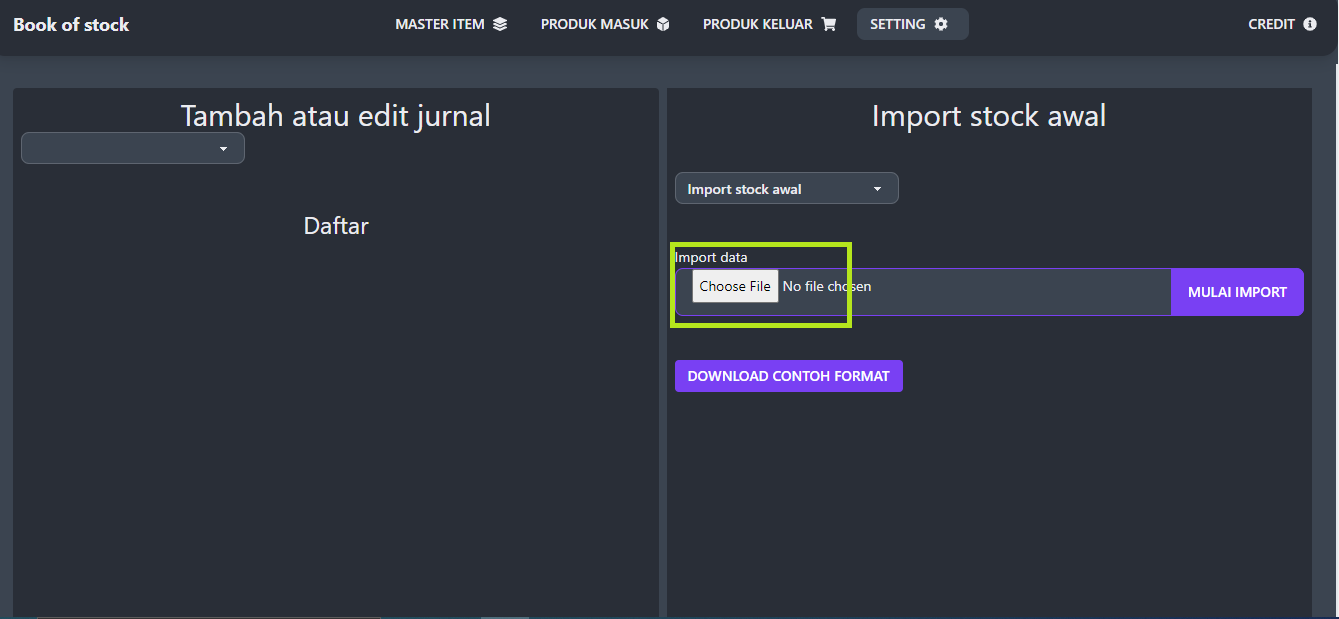 Book of stock
MASTER ITEM
PRODUK MASUK
PRODUK KELUAR
SETTING
CREDIT
Tambah atau edit jurnal
Daftar
Import stock awal
Import stock awal
Import data
Choose File No file chosen
MULAI IMPORT
DOWNLOAD CONTOH FORMAT